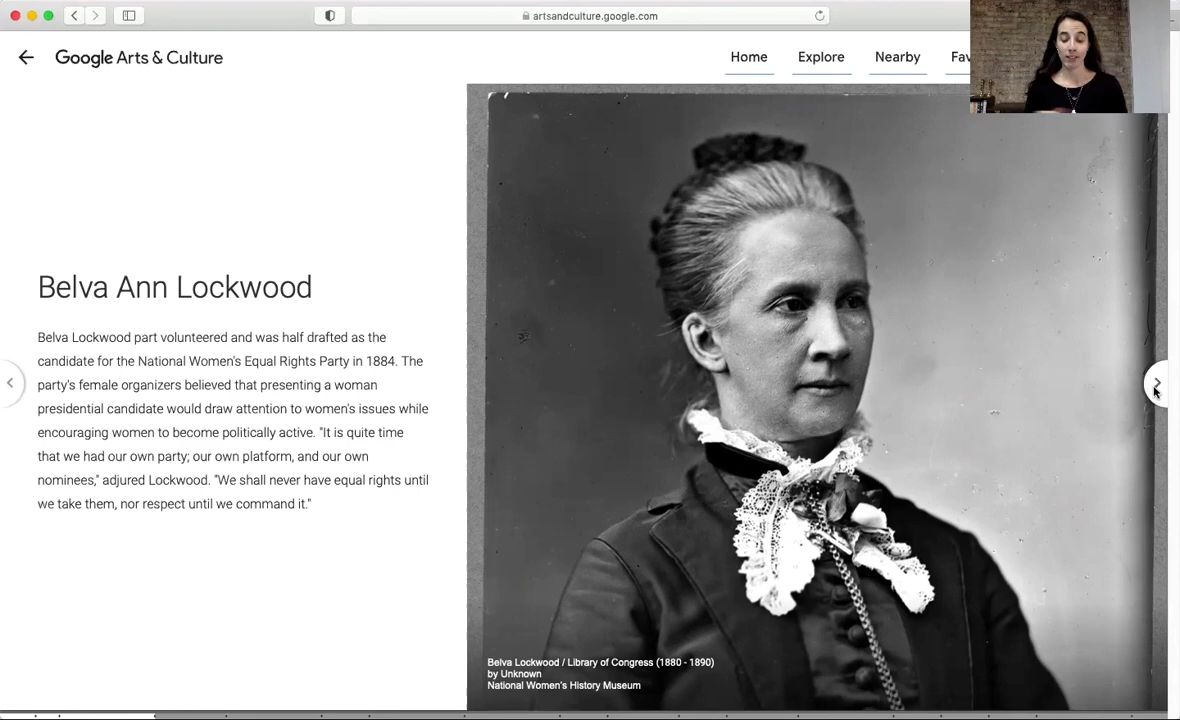 artsandculture.google.com
Google Arts & Culture
Home Explore Nearby Fav
Belva Ann Lockwood
Belva Lockwood part volunteered and was half drafted as the
candidate for the National Women's Equal Rights Party in 1884. The
party's female organizers believed that presenting a woman
presidential candidate would draw attention to women's issues while
encouraging women to become politically active. "It is quite time
that we had our own party; our own platform, and our own
nominees," adjured Lockwood. "We shall never have equal rights until
we take them, nor respect until we command it."
Belva Lockwood / Library of Congress (1880 - 1890)
by Unknown
National Women's History Museum